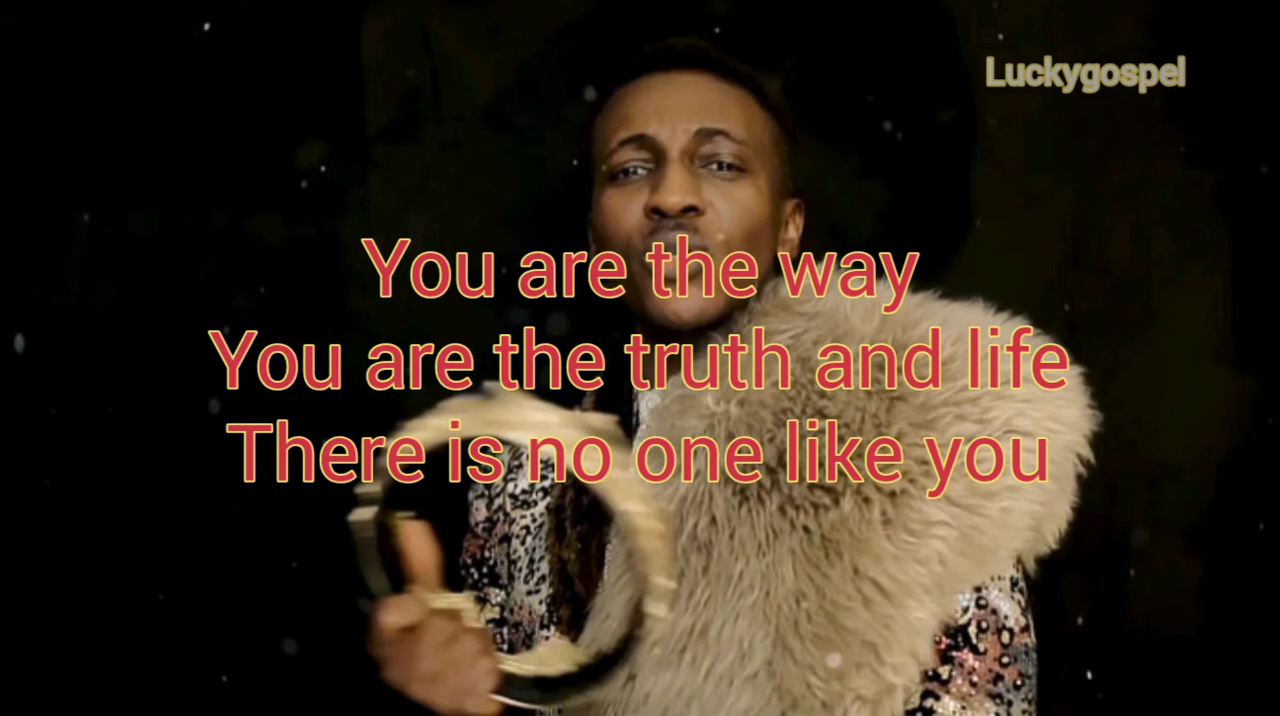 Luckygospel
You are the way
You are the truth and life
There is no one like you